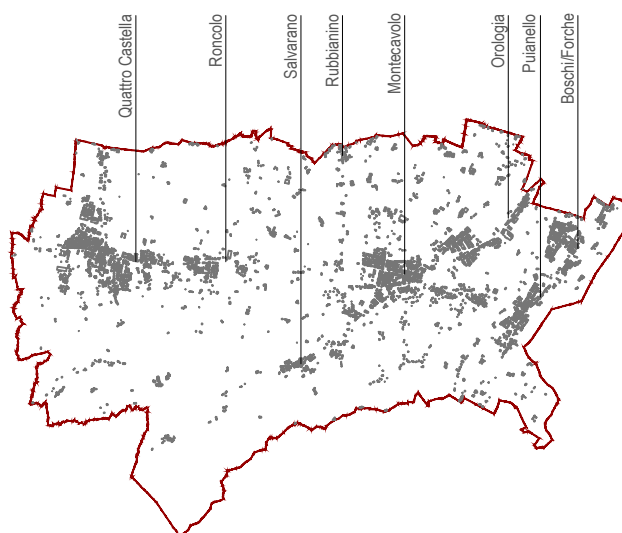 Quattro Castella
Roncolo
Salvarano
Rubbianino
Montecavolo
Orologia
Puianello
Boschi/Forche